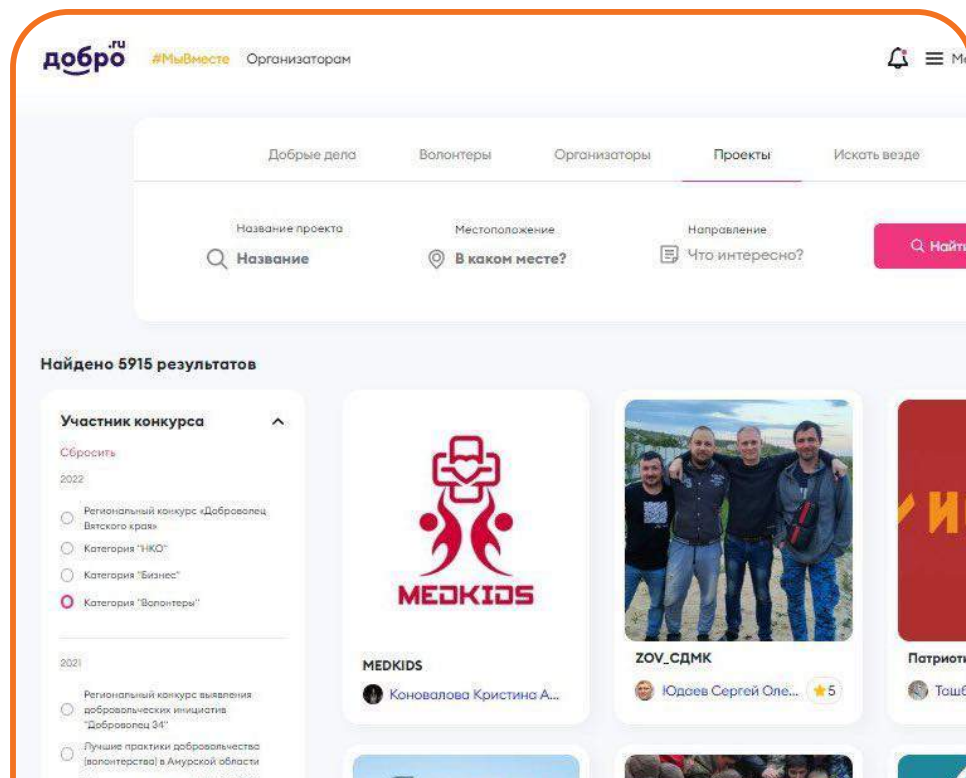 добро.ru
#МыВместе Организаторам
Добрые дела Волонтеры Организаторы Проекты Искать везде
Название проекта Местоположение Направление
Название В каком месте? Что интересно? Найти
Найдено 5915 результатов
Участник конкурса
Сбросить
2022
Региональный конкурс «Доброволец
Вятского края»
Категория "НКО"
Категория "Бизнес"
Категория "Волонтеры"
2021
Региональный конкурс выявления
добровольческих инициатив
"Доброволец 34"
Лучшие практики добровольчества
(волонтерства) в Амурской области
MEDKIDS
MEDKIDS
Коновалова Кристина А...
ZOV_СДМК
Юдаев Сергей Оле... 5